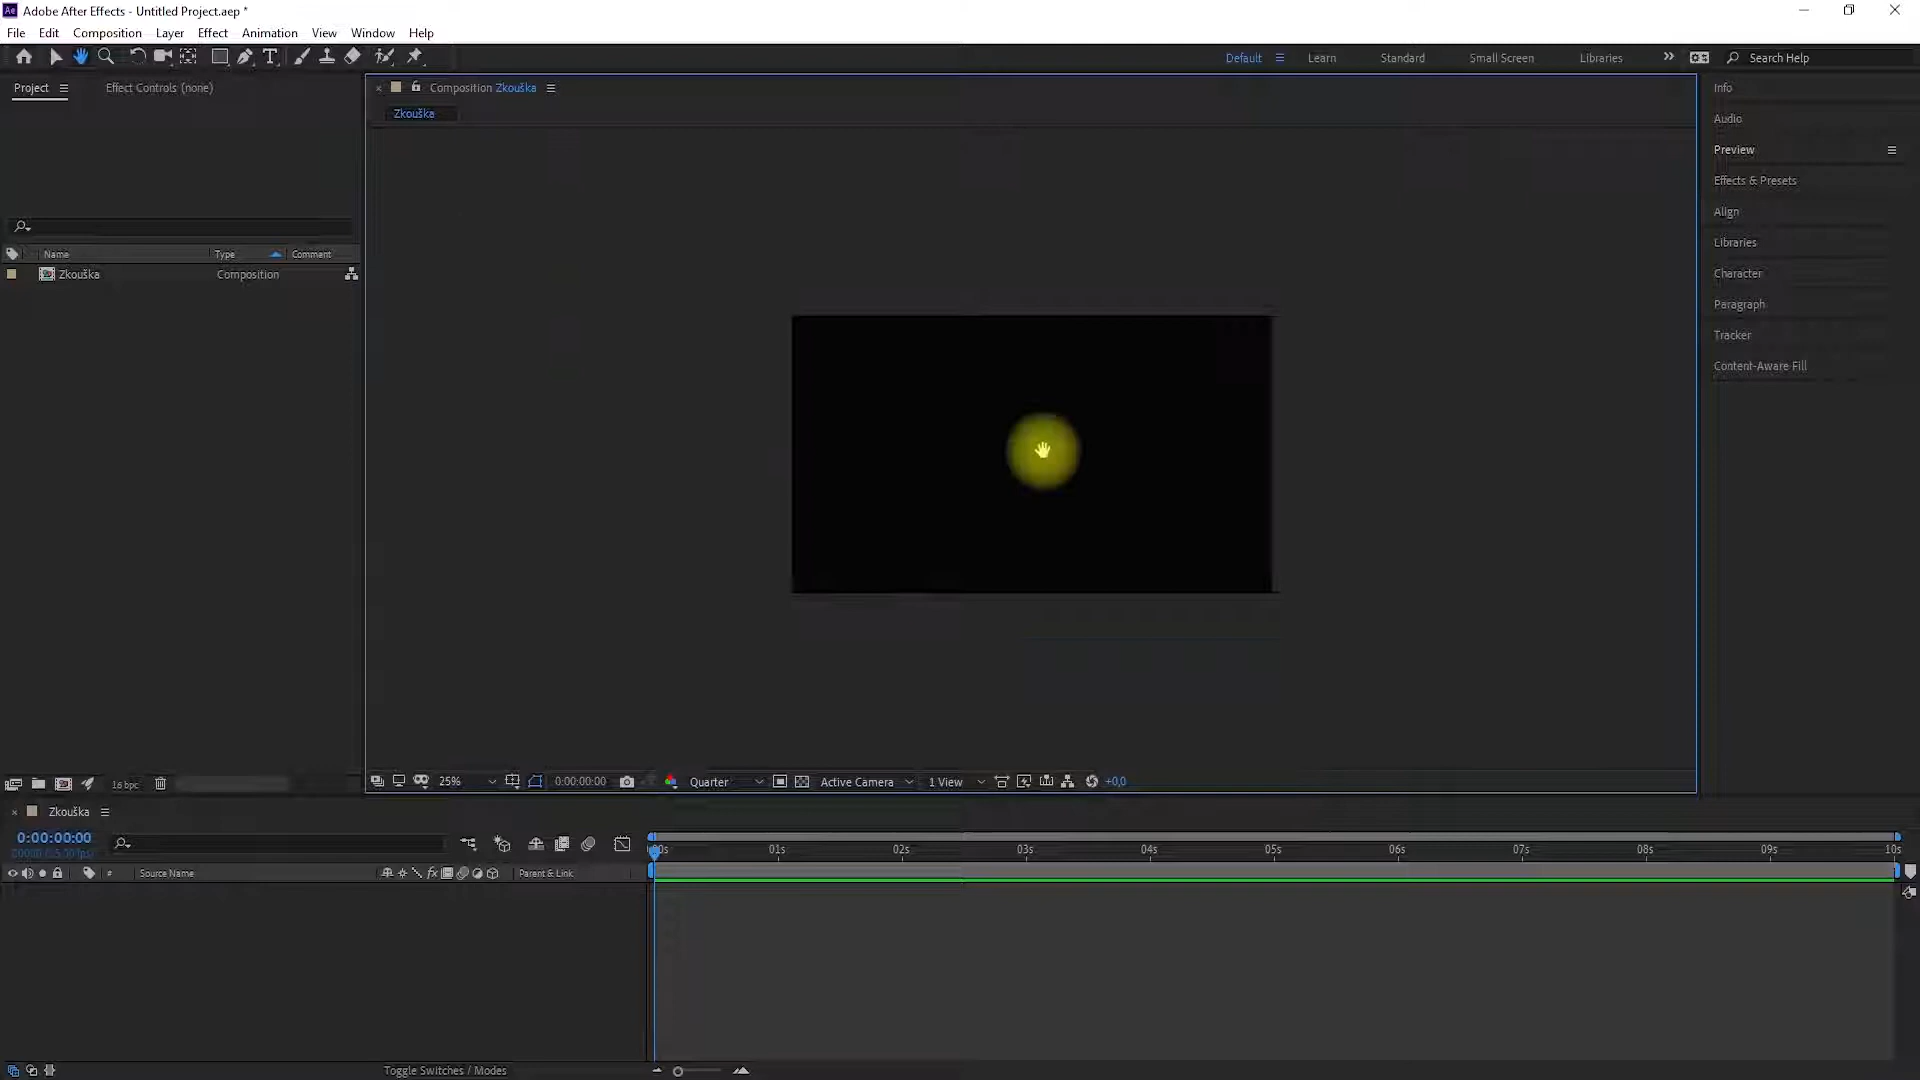 Adobe After Effects - Untitled Project.aep *
File Edit Composition Layer Effect Animation View Window Help
Default Learn Standard Small Screen Libraries Search Help
Project Effect Controls (none)
Composition Zkouška
Zkouška
Info
Audio
Preview
Effects & Presets
Align
Libraries
Character
Paragraph
Tracker
Content-Aware Fill
Name Type Comment
Zkouška Composition
16 bpc
25% 0:00:00:00 Quarter Active Camera 1 View +0,0
Zkouška
0:00:00:00
# Source Name Parent & Link
01s 02s 03s 04s 05s 06s 07s 08s 09s 10s
Toggle Switches / Modes